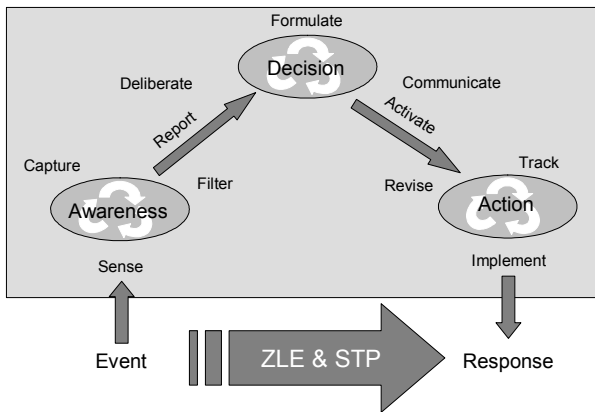 Formulate
Decision
Deliberate
Communicate
Report
Activate
Capture
Track
Filter
Revise
Awareness
Action
Sense
Implement
Event
ZLE & STP
Response